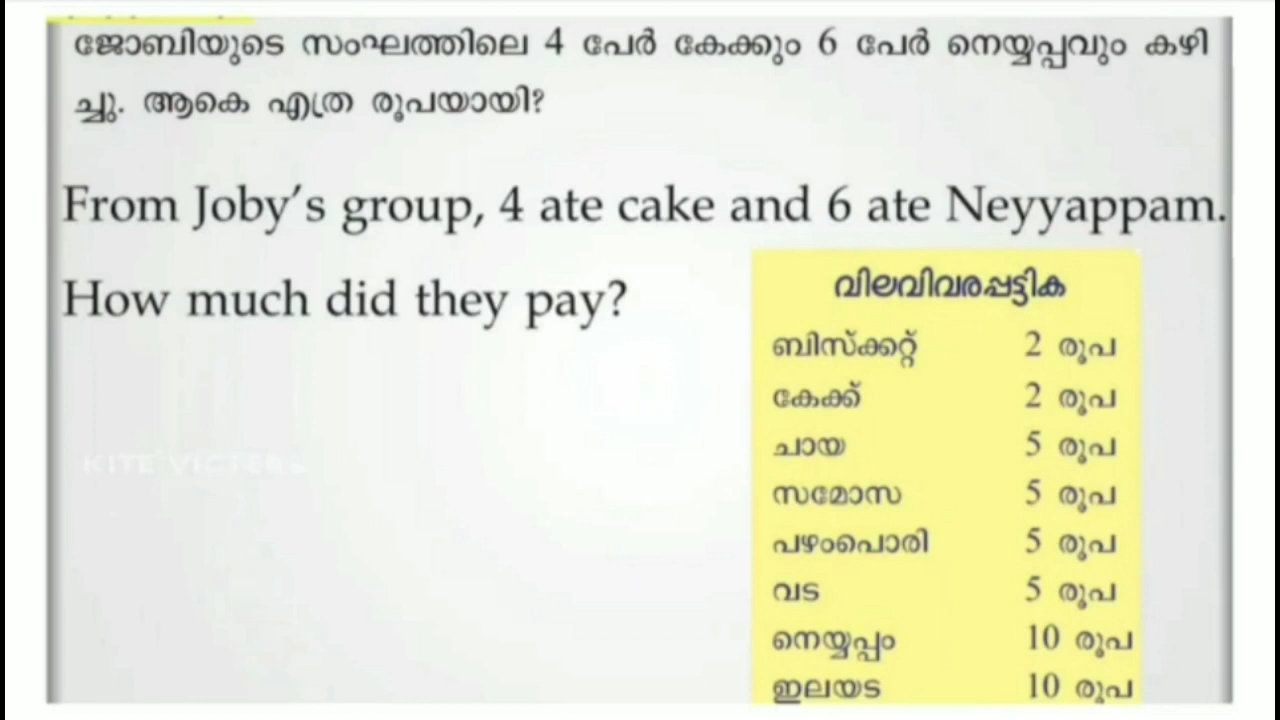 ജോബിയുടെ സംഘത്തിലെ 4 പേർ കേക്കും 6 പേർ നെയ്യപ്പവും കഴി
ച്ചു. ആകെ എത്ര രൂപയായി?
From Joby's group, 4 ate cake and 6 ate Neyyappam.
How much did they pay?
വിലവിവരപ്പട്ടിക
ബിസ്ക്കറ്റ് 2 രൂപ
കേക്ക് 2 രൂപ
ചായ 5 രൂപ
സമോസ 5 രൂപ
പഴംപൊരി 5 രൂപ
വട 5 രൂപ
നെയ്യപ്പം 10 രൂപ
ഇലയട 10 രൂപ
KITE VICTERS